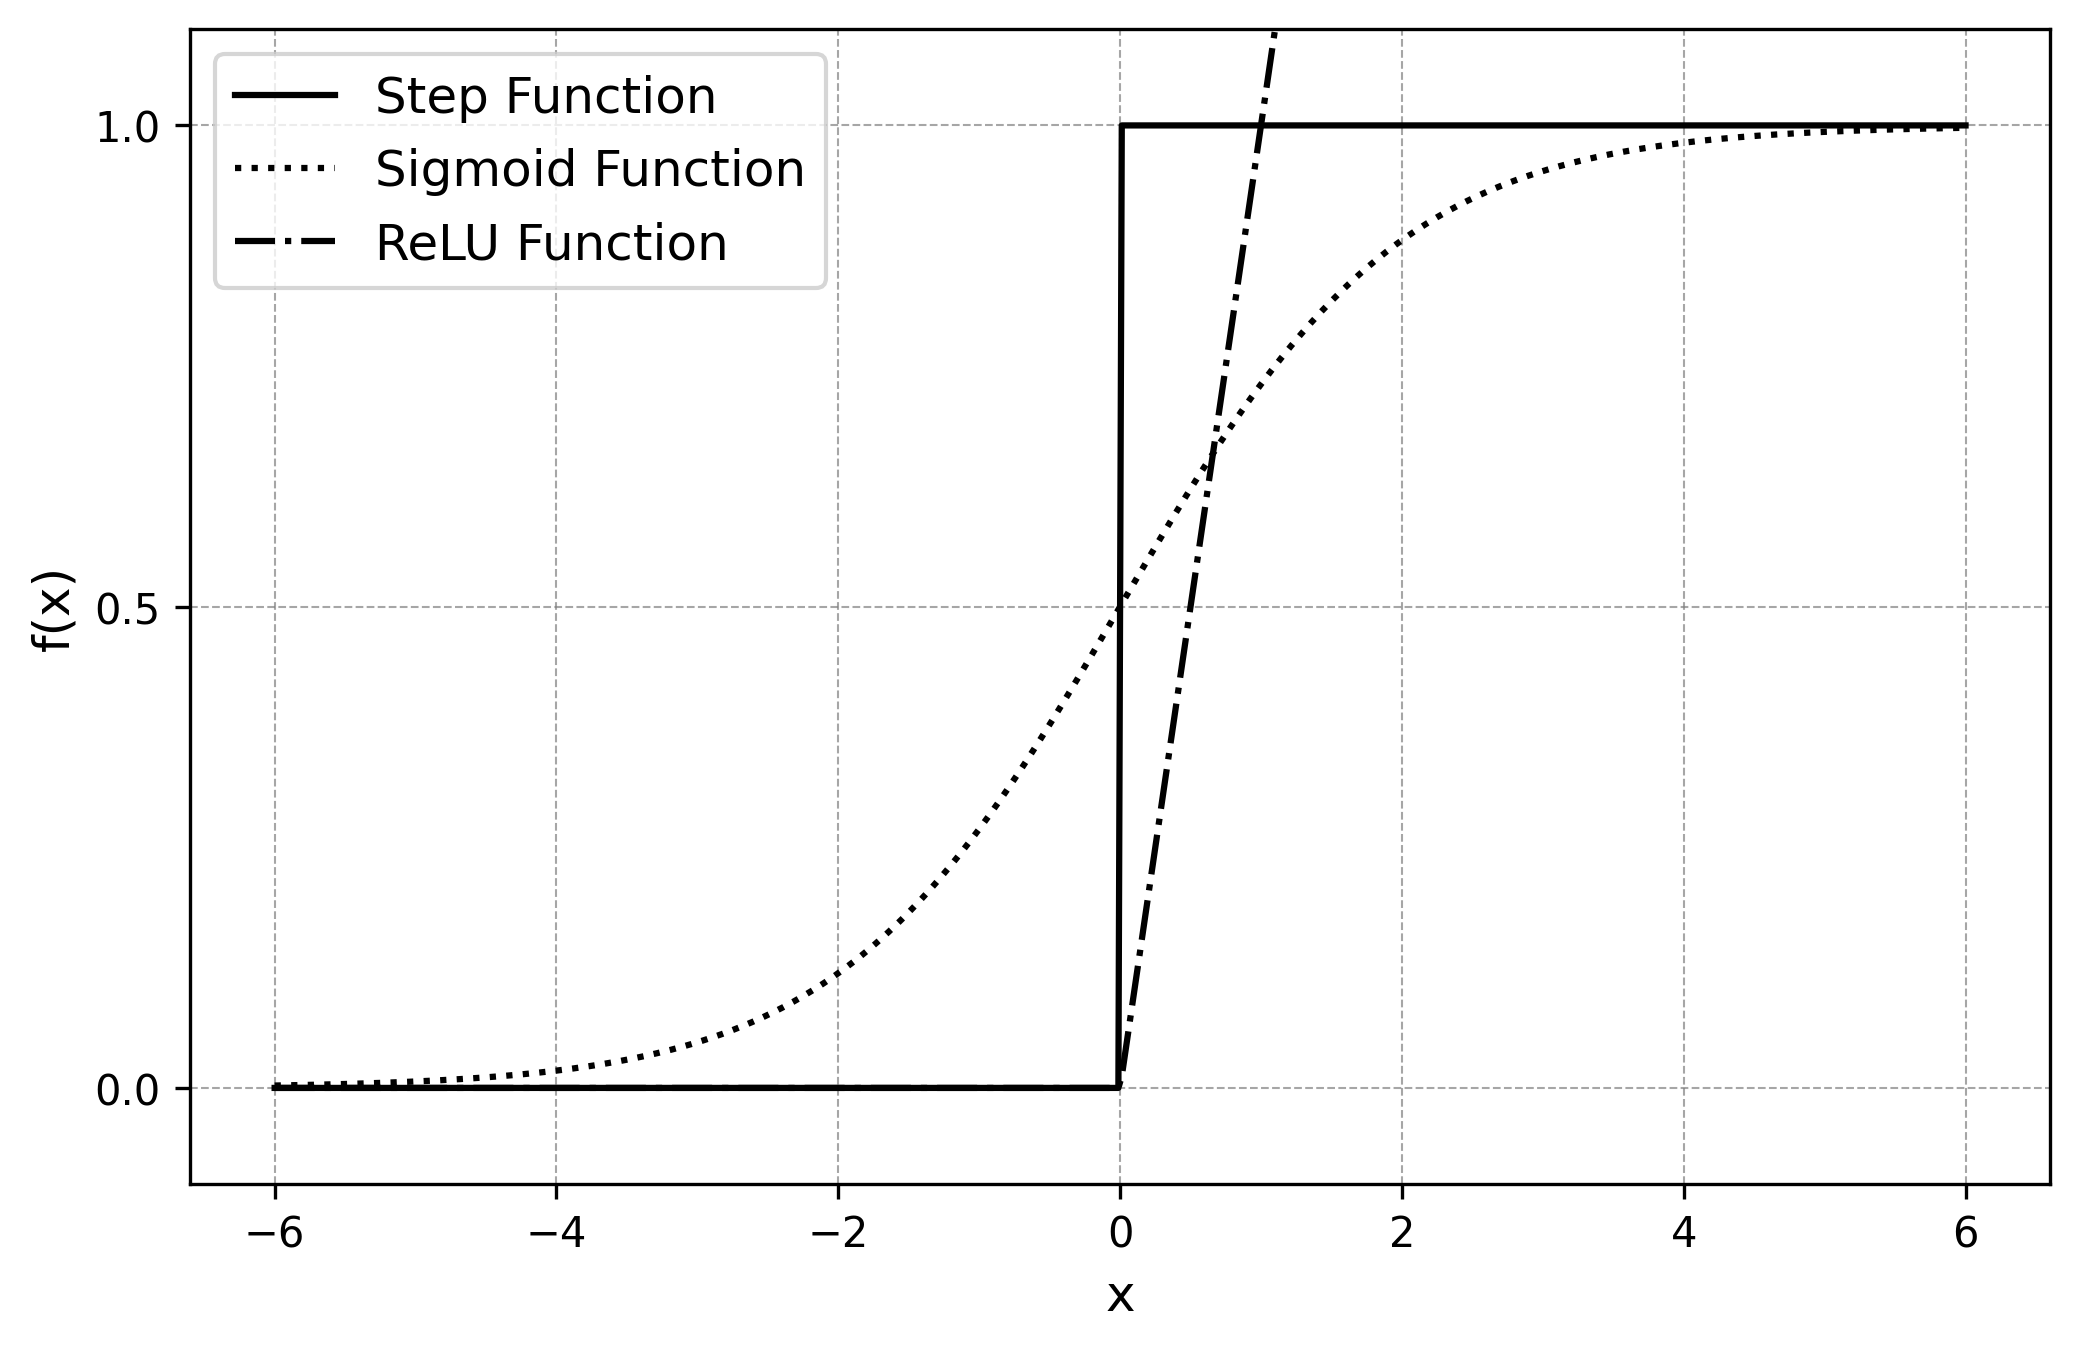 Step Function
Sigmoid Function
ReLU Function
1.0
0.5
0.0
f(x)
−6 −4 −2 0 2 4 6
x